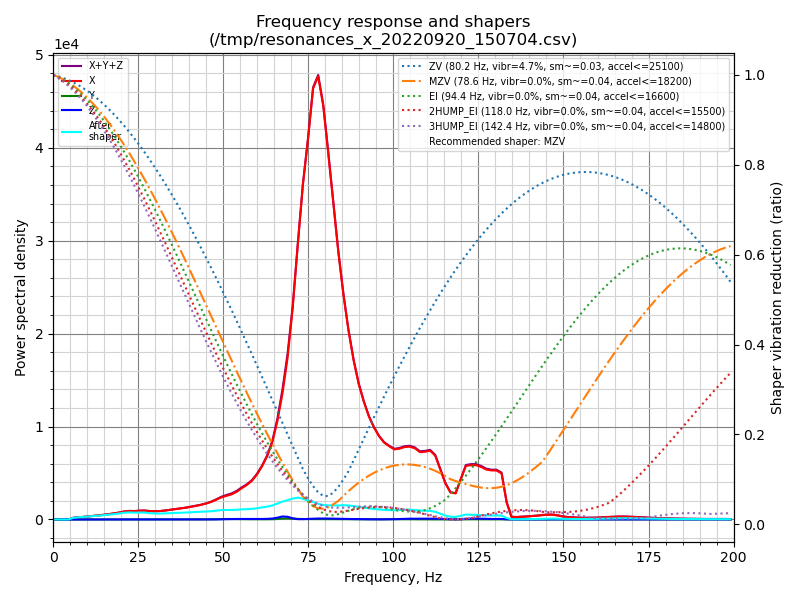 Frequency response and shapers
(/tmp/resonances_x_20220920_150704.csv)
1e4
X+Y+Z
X
Y
Z
After
shaper
ZV (80.2 Hz, vibr=4.7%, sm~=0.03, accel<=25100)
MZV (78.6 Hz, vibr=0.0%, sm~=0.04, accel<=18200)
EI (94.4 Hz, vibr=0.0%, sm~=0.04, accel<=16600)
2HUMP_EI (118.0 Hz, vibr=0.0%, sm~=0.04, accel<=15500)
3HUMP_EI (142.4 Hz, vibr=0.0%, sm~=0.04, accel<=14800)
Recommended shaper: MZV
5
4
3
2
1
0
Power spectral density
1.0
0.8
0.6
0.4
0.2
0.0
Shaper vibration reduction (ratio)
0 25 50 75 100 125 150 175 200
Frequency, Hz